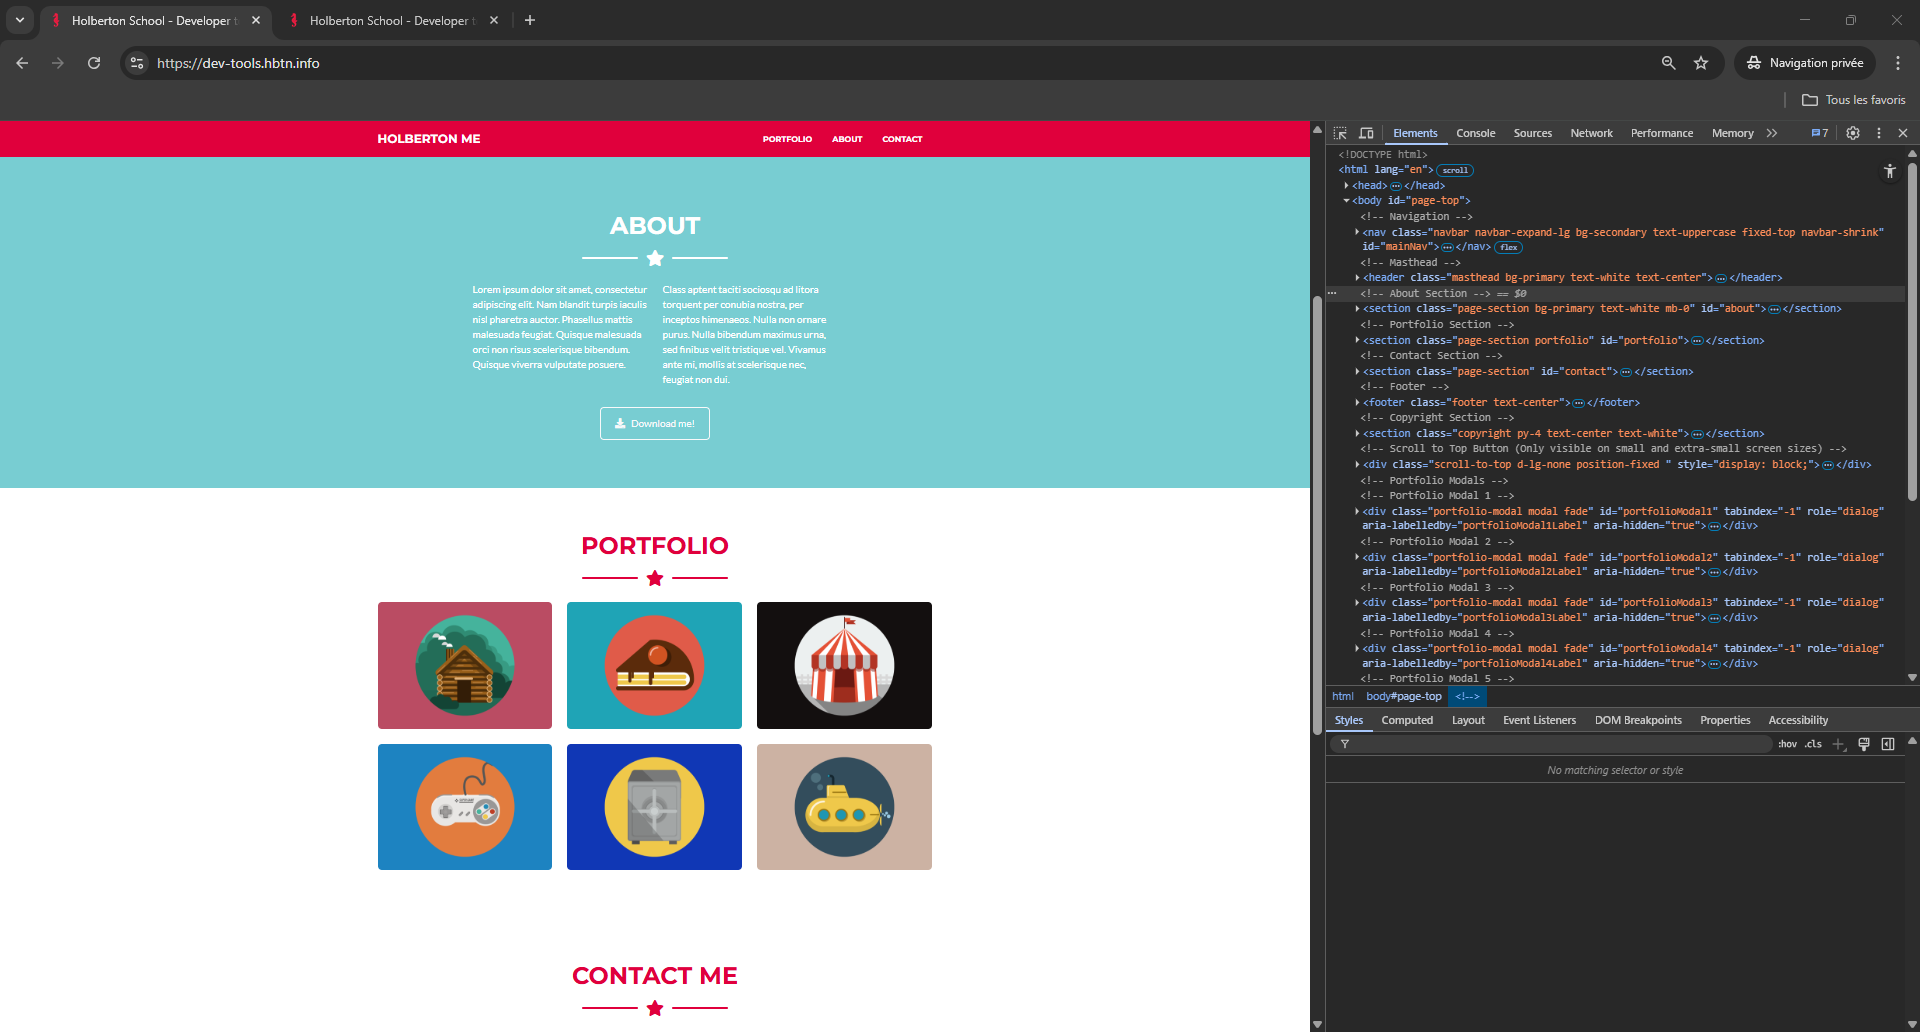 Holberton School - Developer t
Holberton School - Developer t
https://dev-tools.hbtn.info
Navigation privée
Tous les favoris
HOLBERTON ME
PORTFOLIO
ABOUT
CONTACT
ABOUT
Lorem ipsum dolor sit amet, consectetur
adipiscing elit. Nam blandit turpis iaculis
nisl pharetra auctor. Phasellus mattis
malesuada feugiat. Quisque malesuada
orci non risus scelerisque bibendum.
Quisque viverra vulputate posuere.
Class aptent taciti sociosqu ad litora
torquent per conubia nostra, per
inceptos himenaeos. Nulla non ornare
purus. Nulla bibendum maximus urna,
sed finibus velit tristique vel. Vivamus
ante mi, mollis at scelerisque nec,
feugiat non dui.
Download me!
PORTFOLIO
CONTACT ME
Elements Console Sources Network Performance Memory 7
<!DOCTYPE html>
<html lang="en"> scroll
<head> ··· </head>
<body id="page-top">
<!-- Navigation -->
<nav class="navbar navbar-expand-lg bg-secondary text-uppercase fixed-top navbar-shrink"
id="mainNav"> ··· </nav> flex
<!-- Masthead -->
<header class="masthead bg-primary text-white text-center"> ··· </header>
··· <!-- About Section --> == $0
<section class="page-section bg-primary text-white mb-0" id="about"> ··· </section>
<!-- Portfolio Section -->
<section class="page-section portfolio" id="portfolio"> ··· </section>
<!-- Contact Section -->
<section class="page-section" id="contact"> ··· </section>
<!-- Footer -->
<footer class="footer text-center"> ··· </footer>
<!-- Copyright Section -->
<section class="copyright py-4 text-center text-white"> ··· </section>
<!-- Scroll to Top Button (Only visible on small and extra-small screen sizes) -->
<div class="scroll-to-top d-lg-none position-fixed " style="display: block;"> ··· </div>
<!-- Portfolio Modals -->
<!-- Portfolio Modal 1 -->
<div class="portfolio-modal modal fade" id="portfolioModal1" tabindex="-1" role="dialog"
aria-labelledby="portfolioModal1Label" aria-hidden="true"> ··· </div>
<!-- Portfolio Modal 2 -->
<div class="portfolio-modal modal fade" id="portfolioModal2" tabindex="-1" role="dialog"
aria-labelledby="portfolioModal2Label" aria-hidden="true"> ··· </div>
<!-- Portfolio Modal 3 -->
<div class="portfolio-modal modal fade" id="portfolioModal3" tabindex="-1" role="dialog"
aria-labelledby="portfolioModal3Label" aria-hidden="true"> ··· </div>
<!-- Portfolio Modal 4 -->
<div class="portfolio-modal modal fade" id="portfolioModal4" tabindex="-1" role="dialog"
aria-labelledby="portfolioModal4Label" aria-hidden="true"> ··· </div>
<!-- Portfolio Modal 5 -->
html body#page-top <!-->
Styles Computed Layout Event Listeners DOM Breakpoints Properties Accessibility
:hov .cls
No matching selector or style